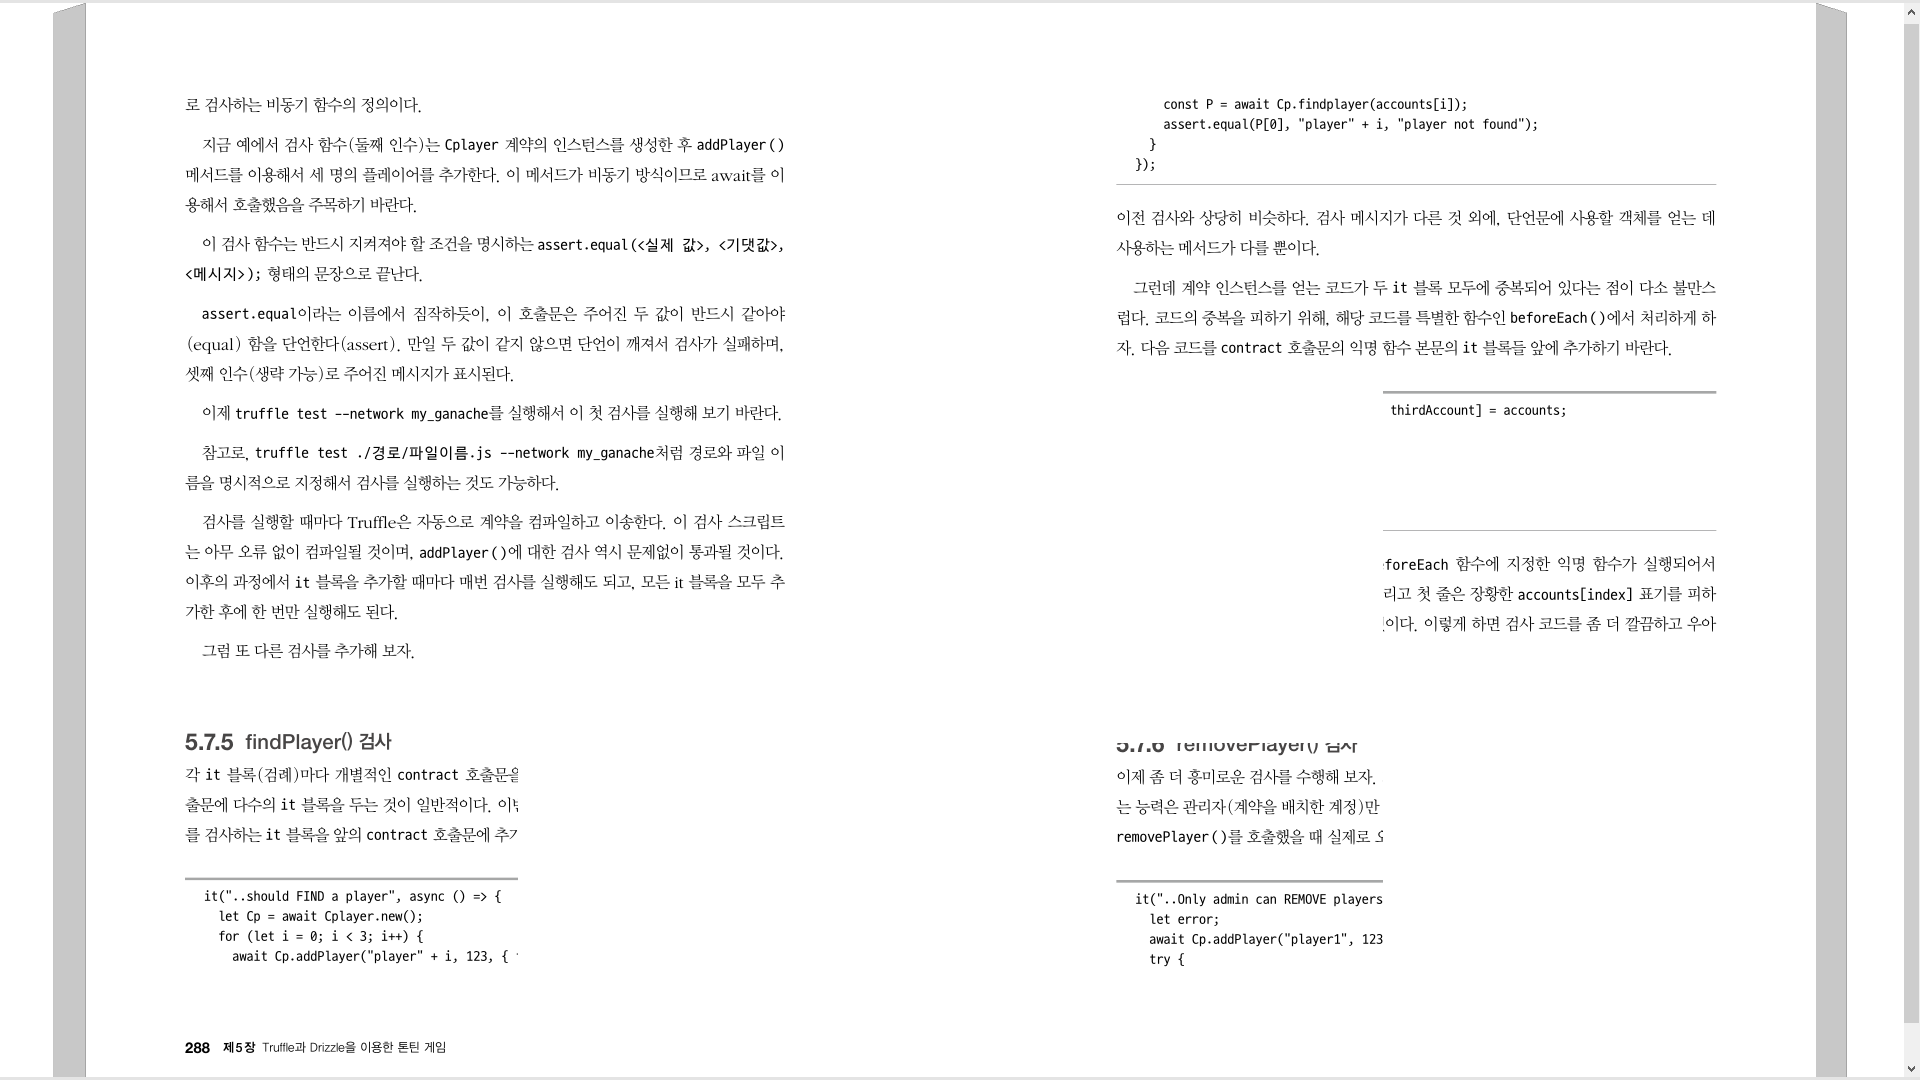 로 검사하는 비동기 함수의 정의이다.
지금 예에서 검사 함수(둘째 인수)는 Cplayer 계약의 인스턴스를 생성한 후 addPlayer()
메서드를 이용해서 세 명의 플레이어를 추가한다. 이 메서드가 비동기 방식이므로 await를 이
용해서 호출했음을 주목하기 바란다.
이 검사 함수는 반드시 지켜져야 할 조건을 명시하는 assert.equal(<실제 값>, <기댓값>,
<메시지>); 형태의 문장으로 끝난다.
assert.equal이라는 이름에서 짐작하듯이, 이 호출문은 주어진 두 값이 반드시 같아야
(equal) 함을 단언한다(assert). 만일 두 값이 같지 않으면 단언이 깨져서 검사가 실패하며,
셋째 인수(생략 가능)로 주어진 메시지가 표시된다.
이제 truffle test --network my_ganache를 실행해서 이 첫 검사를 실행해 보기 바란다.
참고로, truffle test ./경로/파일이름.js --network my_ganache처럼 경로와 파일 이
름을 명시적으로 지정해서 검사를 실행하는 것도 가능하다.
검사를 실행할 때마다 Truffle은 자동으로 계약을 컴파일하고 이송한다. 이 검사 스크립트
는 아무 오류 없이 컴파일될 것이며, addPlayer()에 대한 검사 역시 문제없이 통과될 것이다.
이후의 과정에서 it 블록을 추가할 때마다 매번 검사를 실행해도 되고, 모든 it 블록을 모두 추
가한 후에 한 번만 실행해도 된다.
그럼 또 다른 검사를 추가해 보자.
5.7.5 findPlayer() 검사
각 it 블록(검례)마다 개별적인 contract 호출문을
출문에 다수의 it 블록을 두는 것이 일반적이다.
를 검사하는 it 블록을 앞의 contract 호출문에
it("..should FIND a player", async () => {
let Cp = await Cplayer.new();
for (let i = 0; i < 3; i++) {
await Cp.addPlayer("player" + i, 123, {
288 제5장 Truffle과 Drizzle을 이용한 톤틴 게임
const P = await Cp.findplayer(accounts[i]);
assert.equal(P[0], "player" + i, "player not found");
}
});
이전 검사와 상당히 비슷하다. 검사 메시지가 다른 것 외에, 단언문에 사용할 객체를 얻는 데
사용하는 메서드가 다를 뿐이다.
그런데 계약 인스턴스를 얻는 코드가 두 it 블록 모두에 중복되어 있다는 점이 다소 불만스
럽다. 코드의 중복을 피하기 위해, 해당 코드를 특별한 함수인 beforeEach()에서 처리하게 하
자. 다음 코드를 contract 호출문의 익명 함수 본문의 it 블록들 앞에 추가하기 바란다.
thirdAccount] = accounts;
foreEach 함수에 지정한 익명 함수가 실행되어서
리고 첫 줄은 장황한 accounts[index] 표기를 피하
이다. 이렇게 하면 검사 코드를 좀 더 깔끔하고 우아
5.7.6 removePlayer() 검사
이제 좀 더 흥미로운 검사를 수행해 보자.
는 능력은 관리자(계약을 배치한 계정)만
removePlayer()를 호출했을 때 실제로
it("..Only admin can REMOVE players
let error;
await Cp.addPlayer("player1", 123
try {